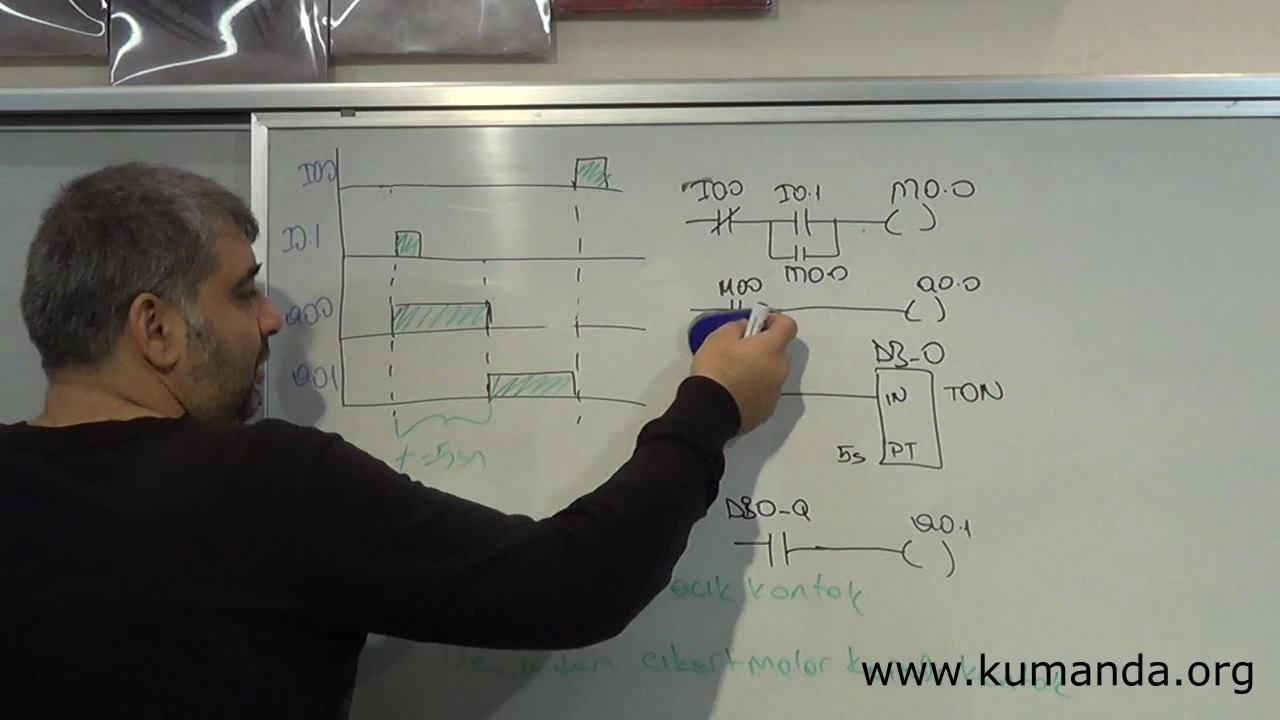 I0.0
I0.1
Q0.0
Q0.1
t=5sn
I0.0 I0.1 M0.0
M0.0
M0.0 Q0.0
DB-0
IN TON
5s PT
DB0-Q Q0.1
açık kontak
www.kumanda.org